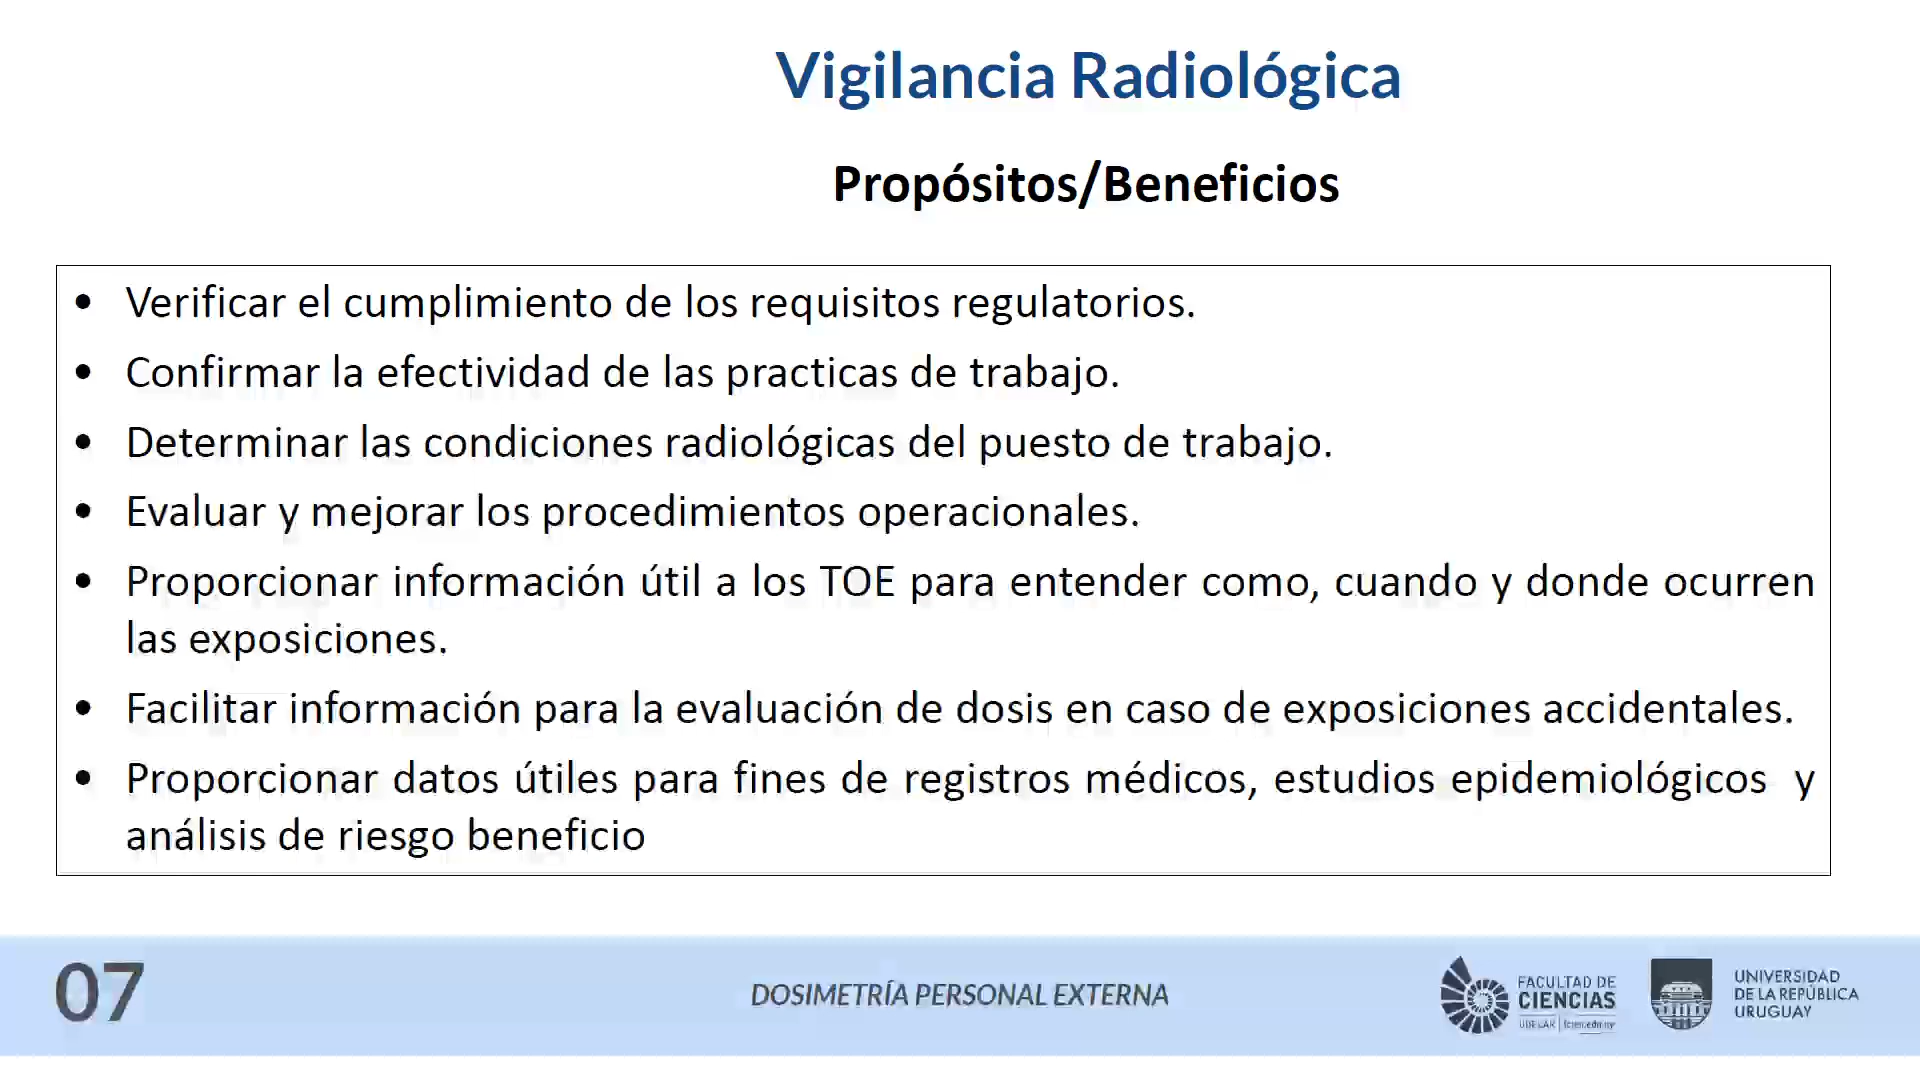 Vigilancia Radiológica
Propósitos/Beneficios
• Verificar el cumplimiento de los requisitos regulatorios.
• Confirmar la efectividad de las practicas de trabajo.
• Determinar las condiciones radiológicas del puesto de trabajo.
• Evaluar y mejorar los procedimientos operacionales.
• Proporcionar información útil a los TOE para entender como, cuando y donde ocurren
las exposiciones.
• Facilitar información para la evaluación de dosis en caso de exposiciones accidentales.
• Proporcionar datos útiles para fines de registros médicos, estudios epidemiológicos y
análisis de riesgo beneficio
07
DOSIMETRÍA PERSONAL EXTERNA
FACULTAD DE
CIENCIAS
UDELAR | fcien.edu.uy
UNIVERSIDAD
DE LA REPÚBLICA
URUGUAY